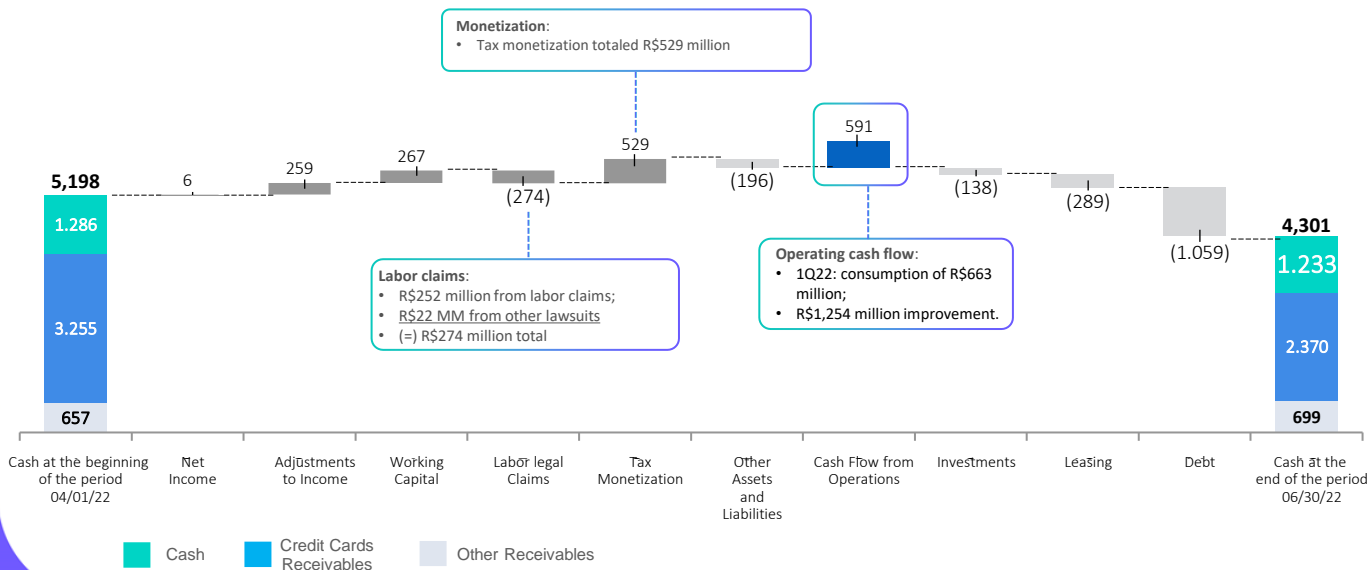 Monetization:
• Tax monetization totaled R$529 million
5,198
6
259
267
(274)
529
(196)
591
(138)
(289)
(1.059)
4,301
1.286
3.255
657
1.233
2.370
699
Labor claims:
• R$252 million from labor claims;
• R$22 MM from other lawsuits
• (=) R$274 million total
Operating cash flow:
• 1Q22: consumption of R$663
million;
• R$1,254 million improvement.
Cash at the beginning
of the period
04/01/22
Net
Income
Adjustments
to Income
Working
Capital
Labor legal
Claims
Tax
Monetization
Other
Assets
and
Liabilities
Cash Flow from
Operations
Investments
Leasing
Debt
Cash at the
end of the period
06/30/22
Cash
Credit Cards
Receivables
Other Receivables